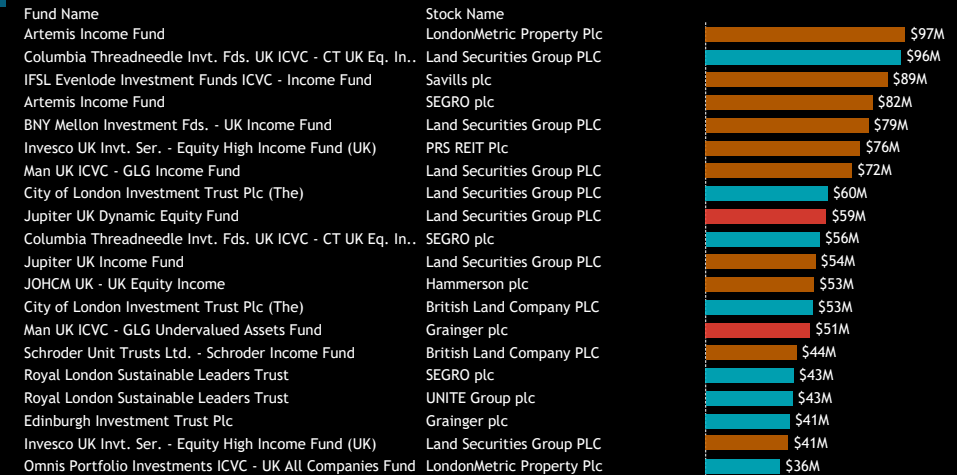 Fund Name Stock Name
Artemis Income Fund LondonMetric Property Plc $97M
Columbia Threadneedle Invt. Fds. UK ICVC - CT UK Eq. In.. Land Securities Group PLC $96M
IFSL Evenlode Investment Funds ICVC - Income Fund Savills plc $89M
Artemis Income Fund SEGRO plc $82M
BNY Mellon Investment Fds. - UK Income Fund Land Securities Group PLC $79M
Invesco UK Invt. Ser. - Equity High Income Fund (UK) PRS REIT Plc $76M
Man UK ICVC - GLG Income Fund Land Securities Group PLC $72M
City of London Investment Trust Plc (The) Land Securities Group PLC $60M
Jupiter UK Dynamic Equity Fund Land Securities Group PLC $59M
Columbia Threadneedle Invt. Fds. UK ICVC - CT UK Eq. In.. SEGRO plc $56M
Jupiter UK Income Fund Land Securities Group PLC $54M
JOHCM UK - UK Equity Income Hammerson plc $53M
City of London Investment Trust Plc (The) British Land Company PLC $53M
Man UK ICVC - GLG Undervalued Assets Fund Grainger plc $51M
Schroder Unit Trusts Ltd. - Schroder Income Fund British Land Company PLC $44M
Royal London Sustainable Leaders Trust SEGRO plc $43M
Royal London Sustainable Leaders Trust UNITE Group plc $43M
Edinburgh Investment Trust Plc Grainger plc $41M
Invesco UK Invt. Ser. - Equity High Income Fund (UK) Land Securities Group PLC $41M
Omnis Portfolio Investments ICVC - UK All Companies Fund LondonMetric Property Plc $36M